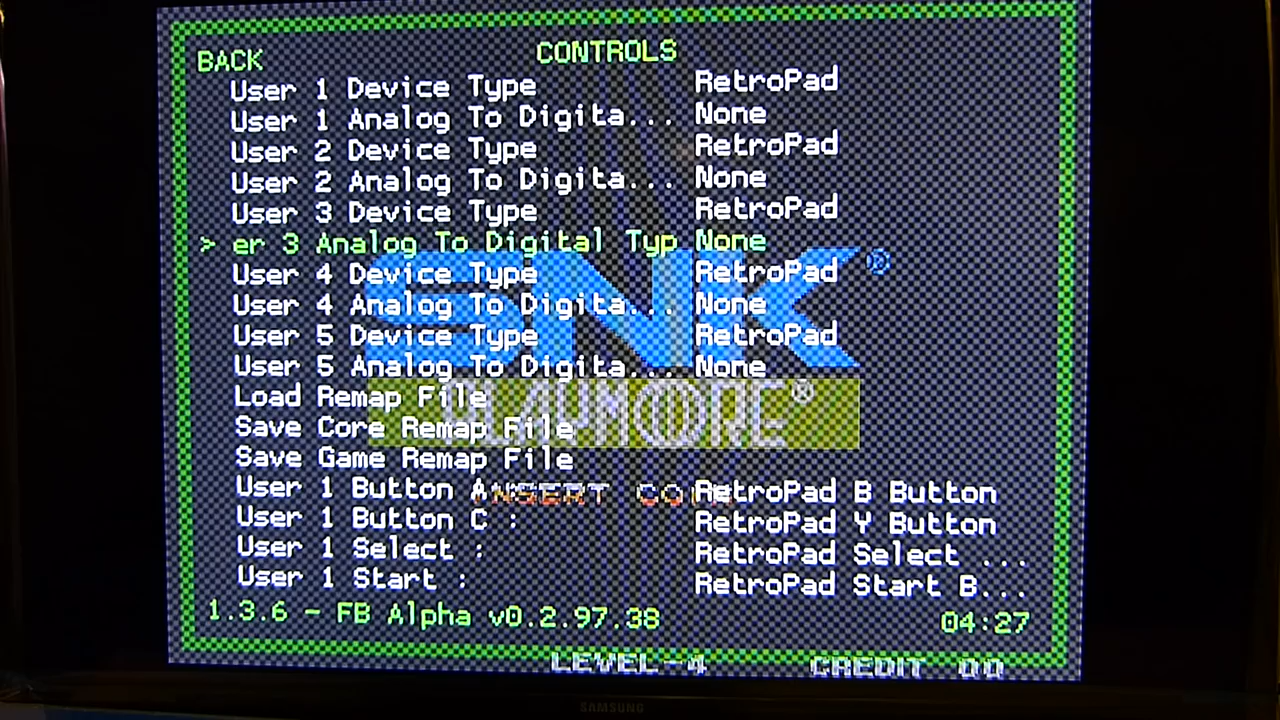 BACK CONTROLS
User 1 Device Type RetroPad
User 1 Analog To Digita... None
User 2 Device Type RetroPad
User 2 Analog To Digita... None
User 3 Device Type RetroPad
> er 3 Analog To Digital Typ None
User 4 Device Type RetroPad
User 4 Analog To Digita... None
User 5 Device Type RetroPad
User 5 Analog To Digita... None
Load Remap File
Save Core Remap File
Save Game Remap File
User 1 Button A : RetroPad B Button
User 1 Button C : RetroPad Y Button
User 1 Select : RetroPad Select ...
User 1 Start : RetroPad Start B...
1.3.6 - FB Alpha v0.2.97.38 04:27
SNK®
PLAYMORE®
INSERT COIN
LEVEL-4 CREDIT 00
SAMSUNG